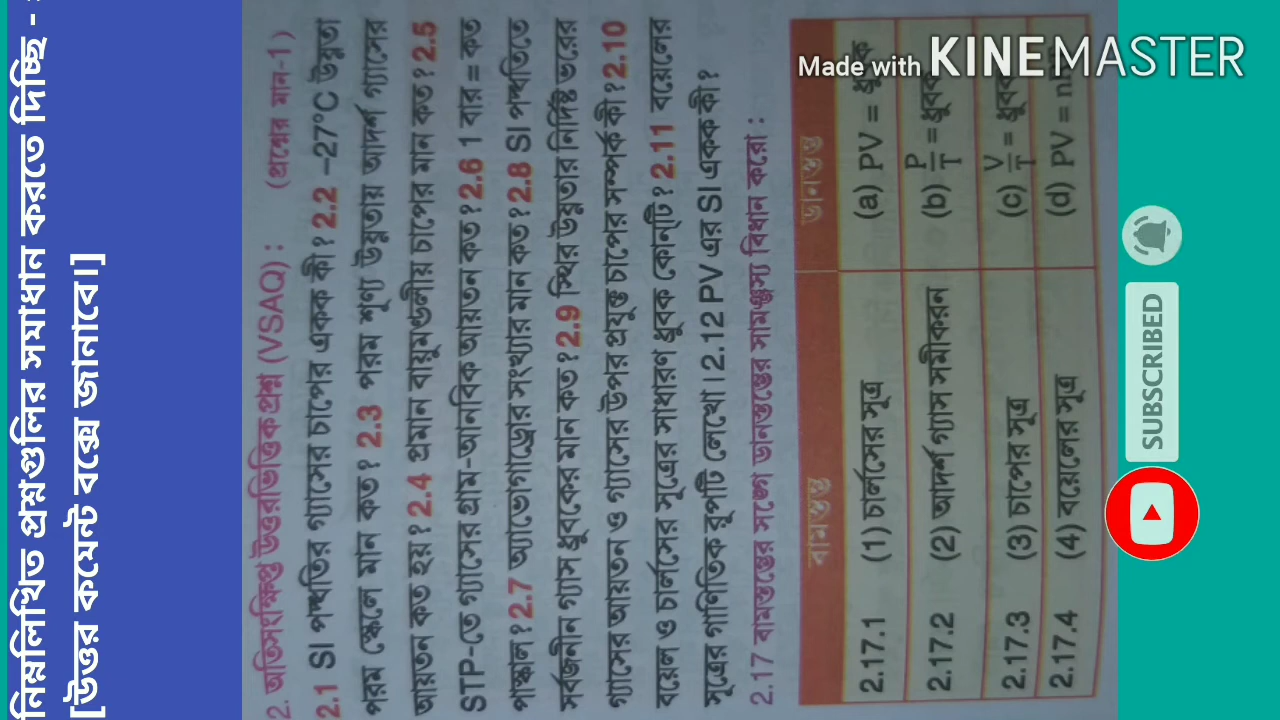 নিম্নলিখিত প্রশ্নগুলির সমাধান করতে দিচ্ছি -
[উত্তর কমেন্ট বক্সে জানাবে।]
2. অতিসংক্ষিপ্ত উত্তরভিত্তিক প্রশ্ন (VSAQ) : (প্রশ্নের মান-1)
2.1 SI পদ্ধতির গ্যাসের চাপের একক কী ? 2.2 –27°C উষ্ণতা
পরম স্কেলে মান কত ? 2.3 পরম শূণ্য উষ্ণতায় আদর্শ গ্যাসের
আয়তন কত হয় ? 2.4 প্রমান বায়ুমণ্ডলীয় চাপের মান কত ? 2.5
STP-তে গ্যাসের গ্রাম-আনবিক আয়তন কত ? 2.6 1 বার = কত
পাস্কাল ? 2.7 অ্যাভোগাড্রোর সংখ্যার মান কত ? 2.8 SI পদ্ধতিতে
সর্বজনীন গ্যাস ধ্রুবকের মান কত ? 2.9 স্থির উষ্ণতার নির্দিষ্ট ভরের
গ্যাসের আয়তন ও গ্যাসের উপর প্রযুক্ত চাপের সম্পর্ক কী ? 2.10
বয়েল ও চার্লসের সূত্রের সাধারণ ধ্রুবক কোন্‌টি ? 2.11 বয়েলের
সূত্রের গাণিতিক রূপটি লেখো। 2.12 PV এর SI একক কী ?
2.17 বামস্তম্ভের সঙ্গে ডানস্তম্ভের সামঞ্জস্য বিধান করো :
বামস্তম্ভ ডানস্তম্ভ
2.17.1 (1) চার্লসের সূত্র (a) PV = ধ্রুবক
2.17.2 (2) আদর্শ গ্যাস সমীকরন (b) P/T = ধ্রুবক
2.17.3 (3) চাপের সূত্র (c) V/T = ধ্রুবক
2.17.4 (4) বয়েলের সূত্র (d) PV = n
Made with KINEMASTER
SUBSCRIBED